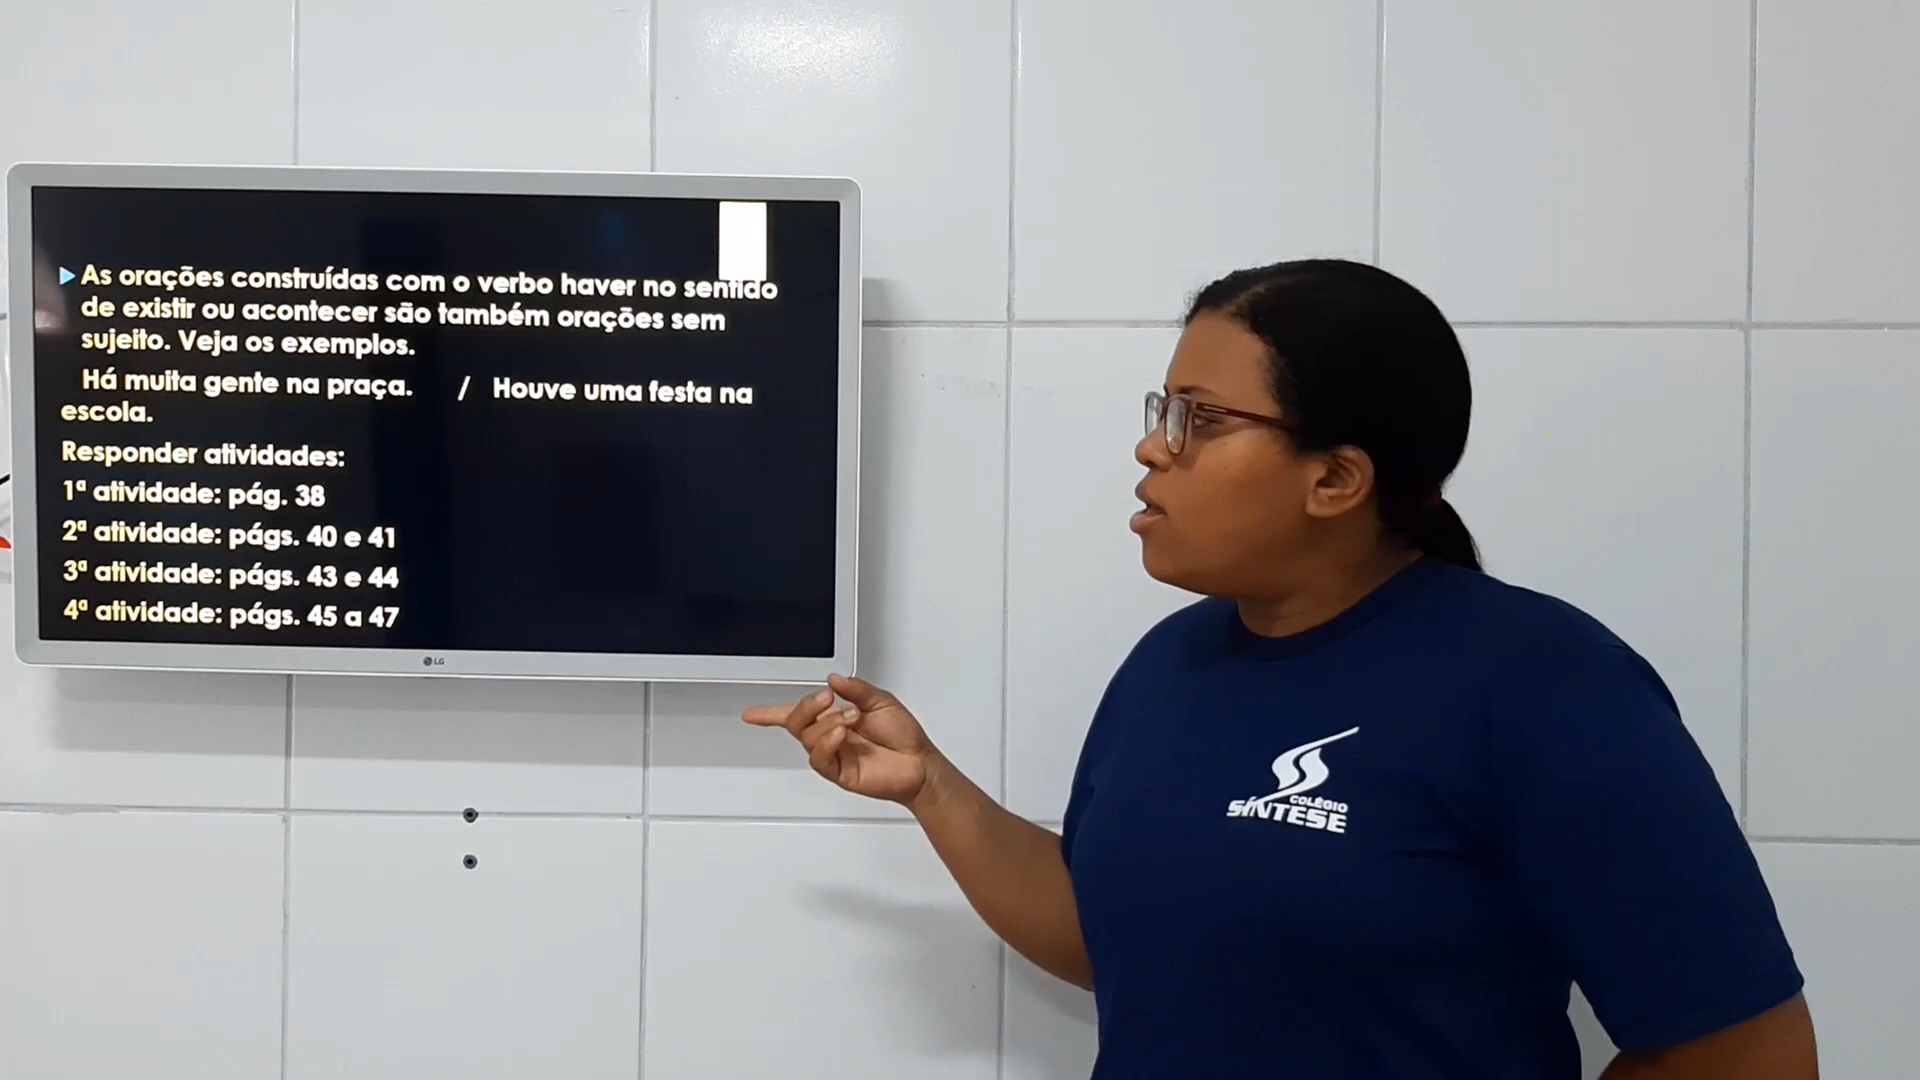 As orações construídas com o verbo haver no sentido
de existir ou acontecer são também orações sem
sujeito. Veja os exemplos.
Há muita gente na praça. / Houve uma festa na
escola.
Responder atividades:
1ª atividade: pág. 38
2ª atividade: págs. 40 e 41
3ª atividade: págs. 43 e 44
4ª atividade: págs. 45 a 47
LG
COLÉGIO
SÍNTESE